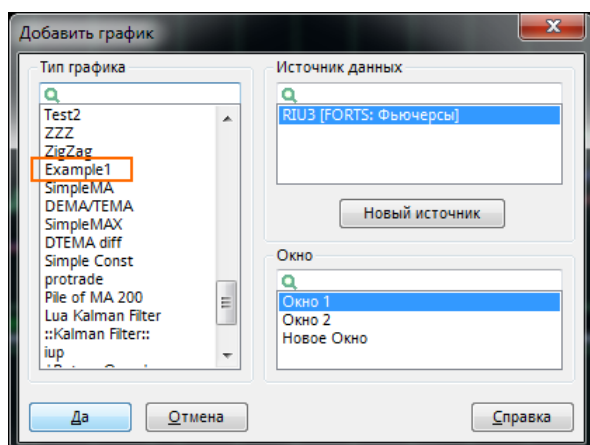 Добавить график
Тип графика
Test2
ZZZ
ZigZag
Example1
SimpleMA
DEMA/TEMA
SimpleMAX
DTEMA diff
Simple Const
protrade
Pile of MA 200
Lua Kalman Filter
::Kalman Filter::
iup
Источник данных
RIU3 [FORTS: Фьючерсы]
Новый источник
Окно
Окно 1
Окно 2
Новое Окно
Да
Отмена
Справка